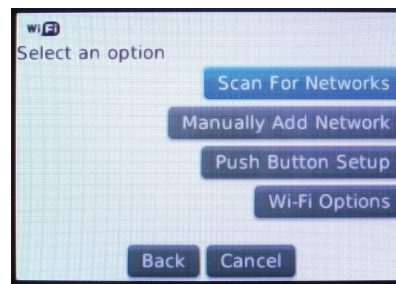 WiFi
Select an option
Scan For Networks
Manually Add Network
Push Button Setup
Wi-Fi Options
Back Cancel